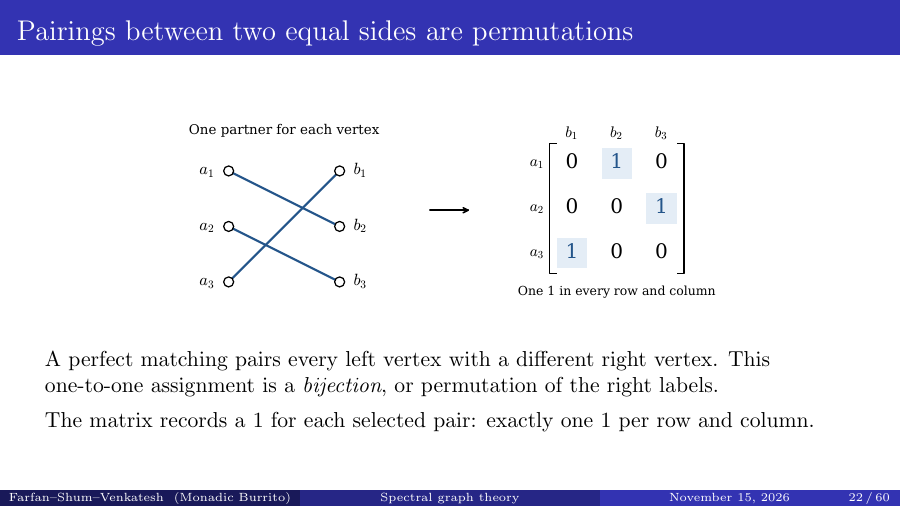 Pairings between two equal sides are permutations
One partner for each vertex
a₁ b₁
a₂ b₂
a₃ b₃
b₁ b₂ b₃
a₁ 0 1 0
a₂ 0 0 1
a₃ 1 0 0
One 1 in every row and column
A perfect matching pairs every left vertex with a different right vertex. This
one-to-one assignment is a bijection, or permutation of the right labels.
The matrix records a 1 for each selected pair: exactly one 1 per row and column.
Farfan–Shum–Venkatesh (Monadic Burrito) Spectral graph theory November 15, 2026 22 / 60